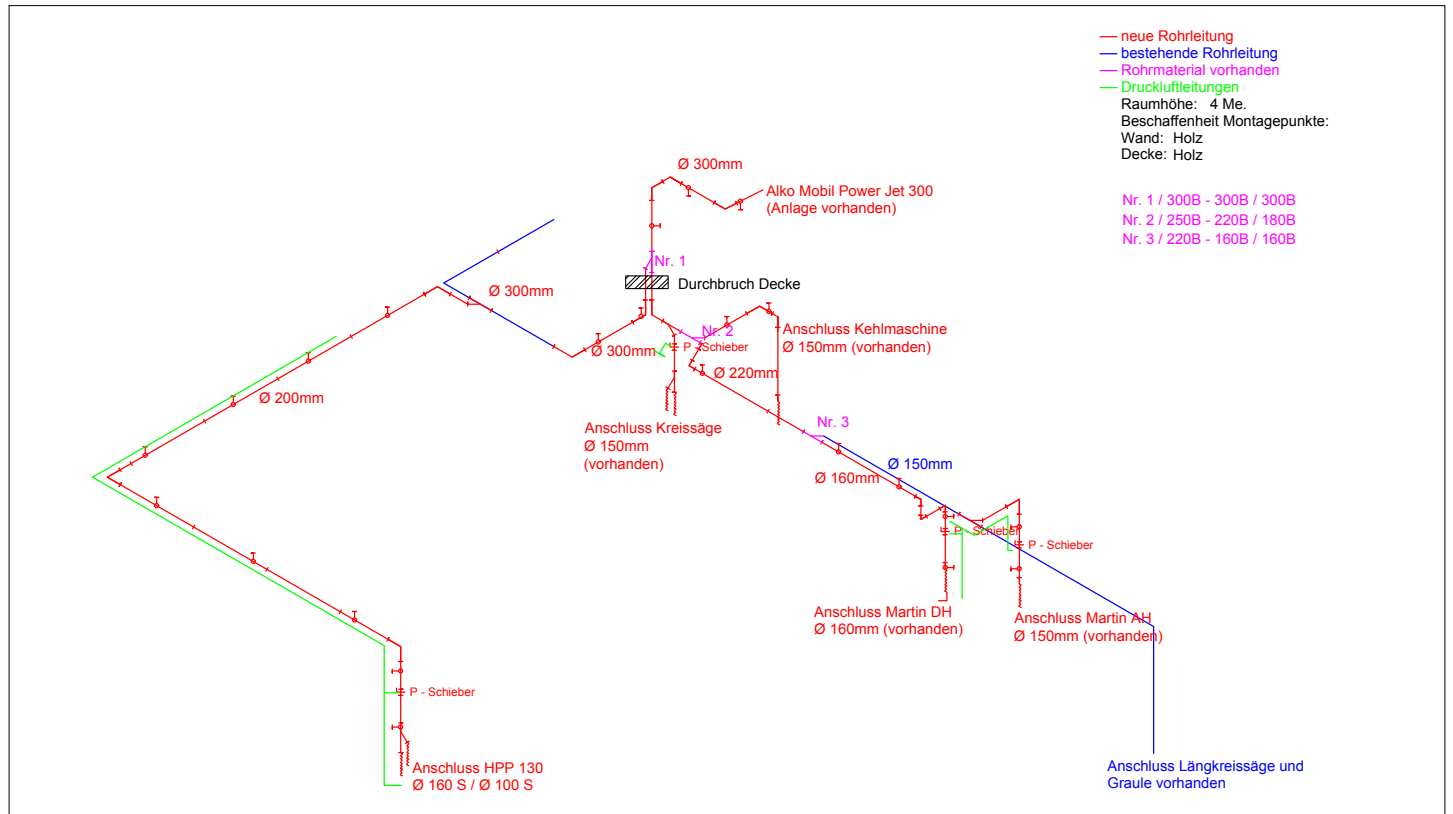 neue Rohrleitung
bestehende Rohrleitung
Rohrmaterial vorhanden
Druckluftleitungen
Raumhöhe: 4 Me.
Beschaffenheit Montagepunkte:
Wand: Holz
Decke: Holz
Nr. 1 / 300B - 300B / 300B
Nr. 2 / 250B - 220B / 180B
Nr. 3 / 220B - 160B / 160B
Ø 300mm
Alko Mobil Power Jet 300
(Anlage vorhanden)
Nr. 1
Durchbruch Decke
Ø 300mm
Nr. 2
Anschluss Kehlmaschine
Ø 150mm (vorhanden)
Ø 300mm
P - Schieber
Ø 220mm
Ø 200mm
Anschluss Kreissäge
Ø 150mm
(vorhanden)
Nr. 3
Ø 150mm
Ø 160mm
P - Schieber
P - Schieber
Anschluss Martin DH
Ø 160mm (vorhanden)
Anschluss Martin AH
Ø 150mm (vorhanden)
P - Schieber
Anschluss HPP 130
Ø 160 S / Ø 100 S
Anschluss Längkreissäge und
Graule vorhanden